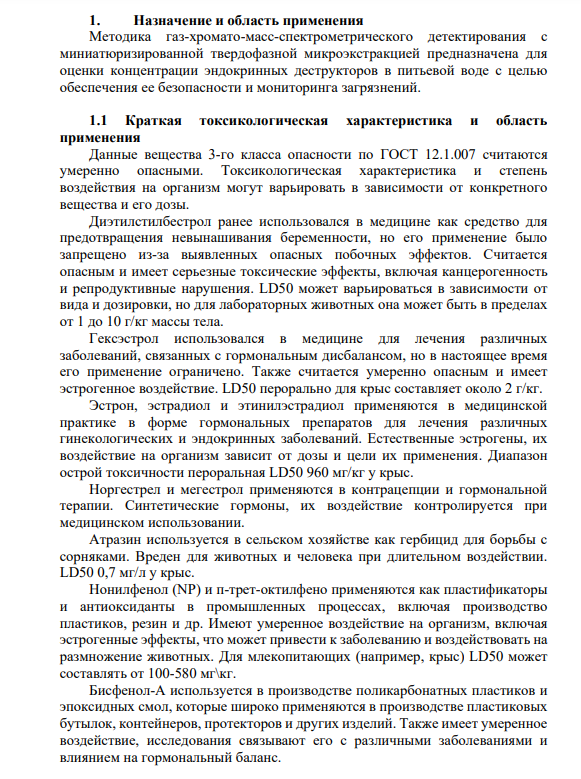 1. Назначение и область применения
Методика газ-хромато-масс-спектрометрического детектирования с
миниатюризированной твердофазной микроэкстракцией предназначена для
оценки концентрации эндокринных деструкторов в питьевой воде с целью
обеспечения ее безопасности и мониторинга загрязнений.
1.1 Краткая токсикологическая характеристика и область
применения
Данные вещества 3-го класса опасности по ГОСТ 12.1.007 считаются
умеренно опасными. Токсикологическая характеристика и степень
воздействия на организм могут варьировать в зависимости от конкретного
вещества и его дозы.
Диэтилстилбестрол ранее использовался в медицине как средство для
предотвращения невынашивания беременности, но его применение было
запрещено из-за выявленных опасных побочных эффектов. Считается
опасным и имеет серьезные токсические эффекты, включая канцерогенность
и репродуктивные нарушения. LD50 может варьироваться в зависимости от
вида и дозировки, но для лабораторных животных она может быть в пределах
от 1 до 10 г/кг массы тела.
Гексэстрол использовался в медицине для лечения различных
заболеваний, связанных с гормональным дисбалансом, но в настоящее время
его применение ограничено. Также считается умеренно опасным и имеет
эстрогенное воздействие. LD50 перорально для крыс составляет около 2 г/кг.
Эстрон, эстрадиол и этинилэстрадиол применяются в медицинской
практике в форме гормональных препаратов для лечения различных
гинекологических и эндокринных заболеваний. Естественные эстрогены, их
воздействие на организм зависит от дозы и цели их применения. Диапазон
острой токсичности пероральная LD50 960 мг/кг у крыс.
Норгестрел и мегестрол применяются в контрацепции и гормональной
терапии. Синтетические гормоны, их воздействие контролируется при
медицинском использовании.
Атразин используется в сельском хозяйстве как гербицид для борьбы с
сорняками. Вреден для животных и человека при длительном воздействии.
LD50 0,7 мг/л у крыс.
Нонилфенол (NP) и п-трет-октилфено применяются как пластификаторы
и антиоксиданты в промышленных процессах, включая производство
пластиков, резин и др. Имеют умеренное воздействие на организм, включая
эстрогенные эффекты, что может привести к заболеванию и воздействовать на
размножение животных. Для млекопитающих (например, крыс) LD50 может
составлять от 100-580 мг\кг.
Бисфенол-А используется в производстве поликарбонатных пластиков и
эпоксидных смол, которые широко применяются в производстве пластиковых
бутылок, контейнеров, протекторов и других изделий. Также имеет умеренное
воздействие, исследования связывают его с различными заболеваниями и
влиянием на гормональный баланс.